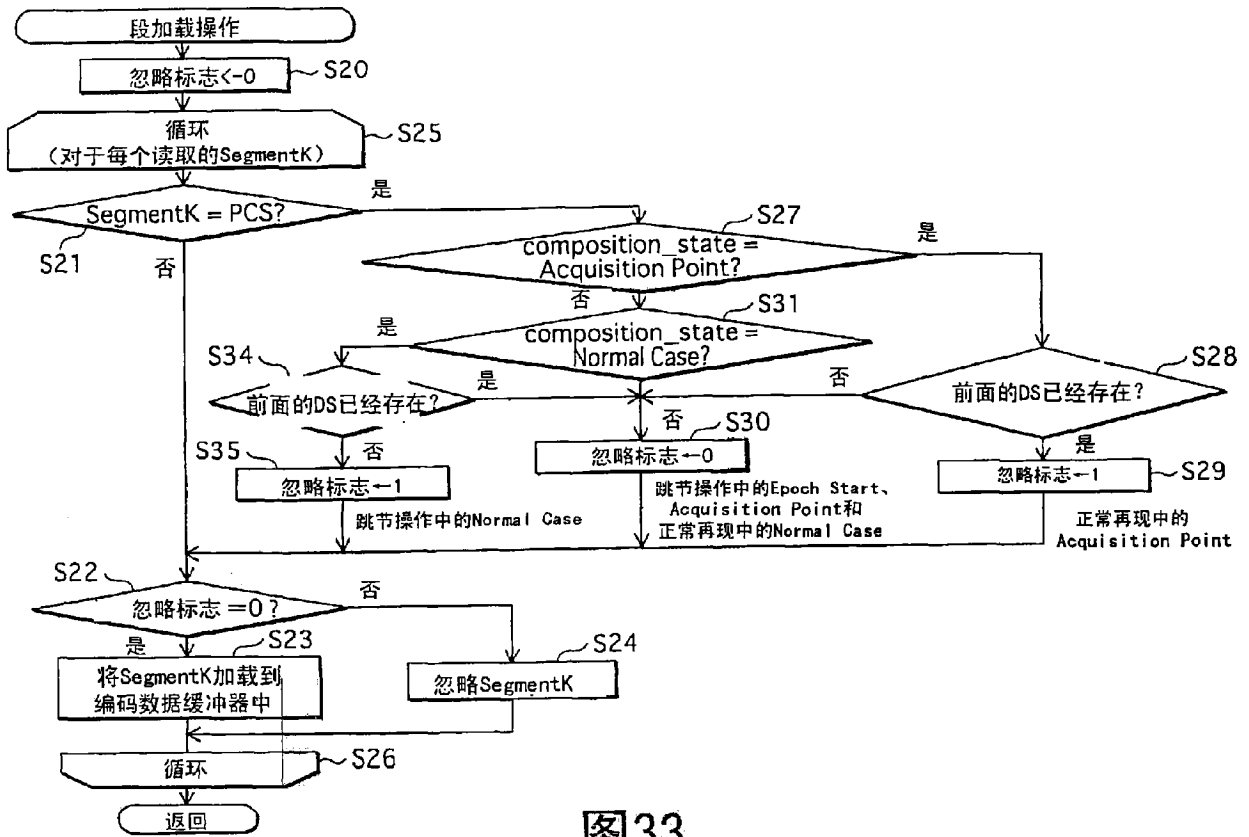 段加载操作
忽略标志<-0
S20
循环
(对于每个读取的SegmentK)
S25
SegmentK = PCS?
是
S21
否
S27
composition_state =
Acquisition Point?
是
否
S31
composition_state =
Normal Case?
是
S34
前面的DS已经存在?
是
否
S28
前面的DS已经存在?
否
是
S35
忽略标志←1
否
S30
忽略标志←0
忽略标志←1
S29
跳节操作中的Normal Case
跳节操作中的Epoch Start、
Acquisition Point和
正常再现中的Normal Case
正常再现中的
Acquisition Point
S22
忽略标志=0?
否
是
S23
将SegmentK加载到
编码数据缓冲器中
S24
忽略SegmentK
循环
S26
返回
图33